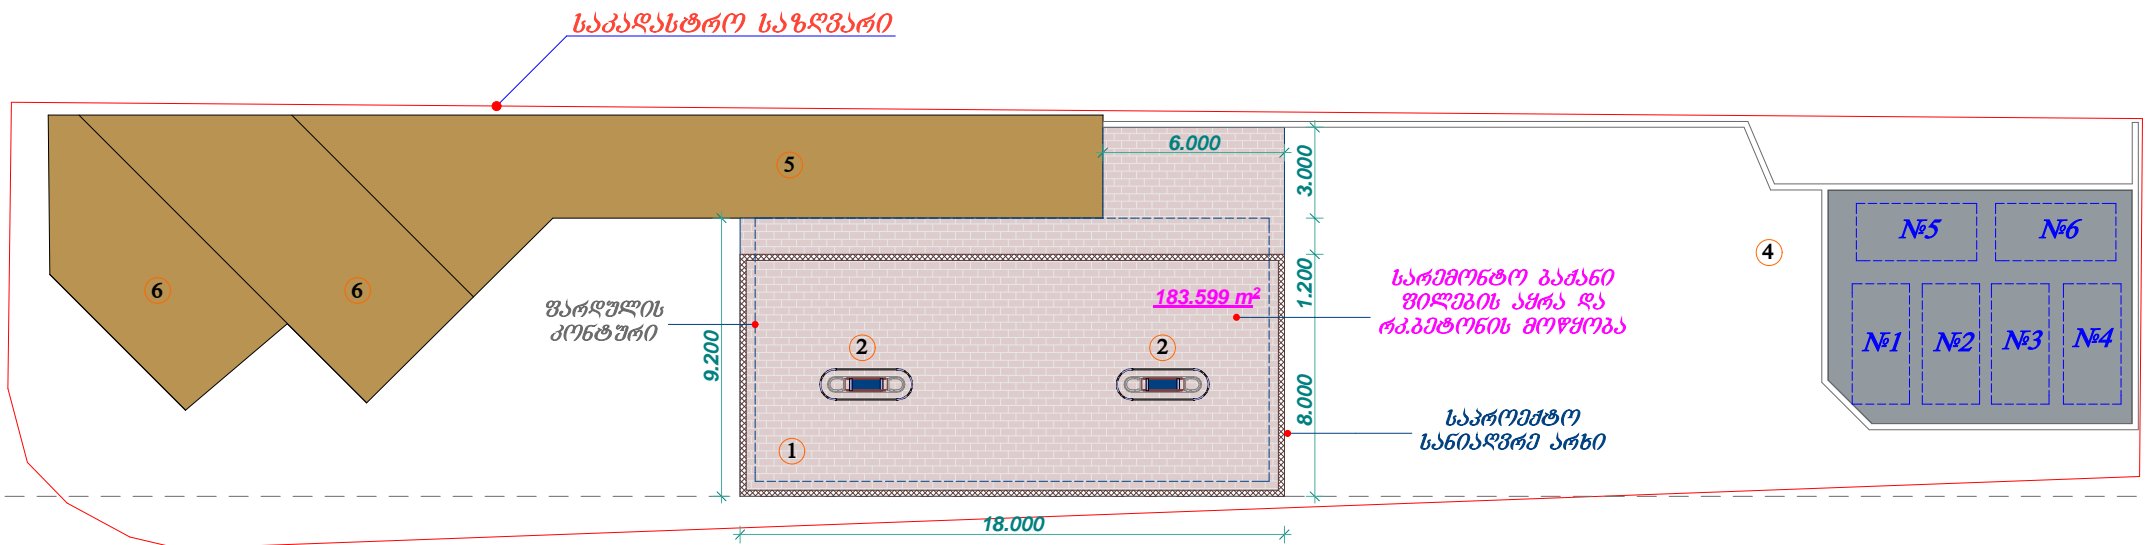 საკადასტრო საზღვარი
6.000
3.000
5
№5
№6
4
6
6
სარემონტო ბაქანი
ფილების აყრა და
რკ.ბეტონის მოწყობა
183.599 m²
1.200
ფარდულის
კონტური
9.200
2
2
№1
№2
№3
№4
8.000
საპროექტო
სანიაღვრე არხი
1
18.000